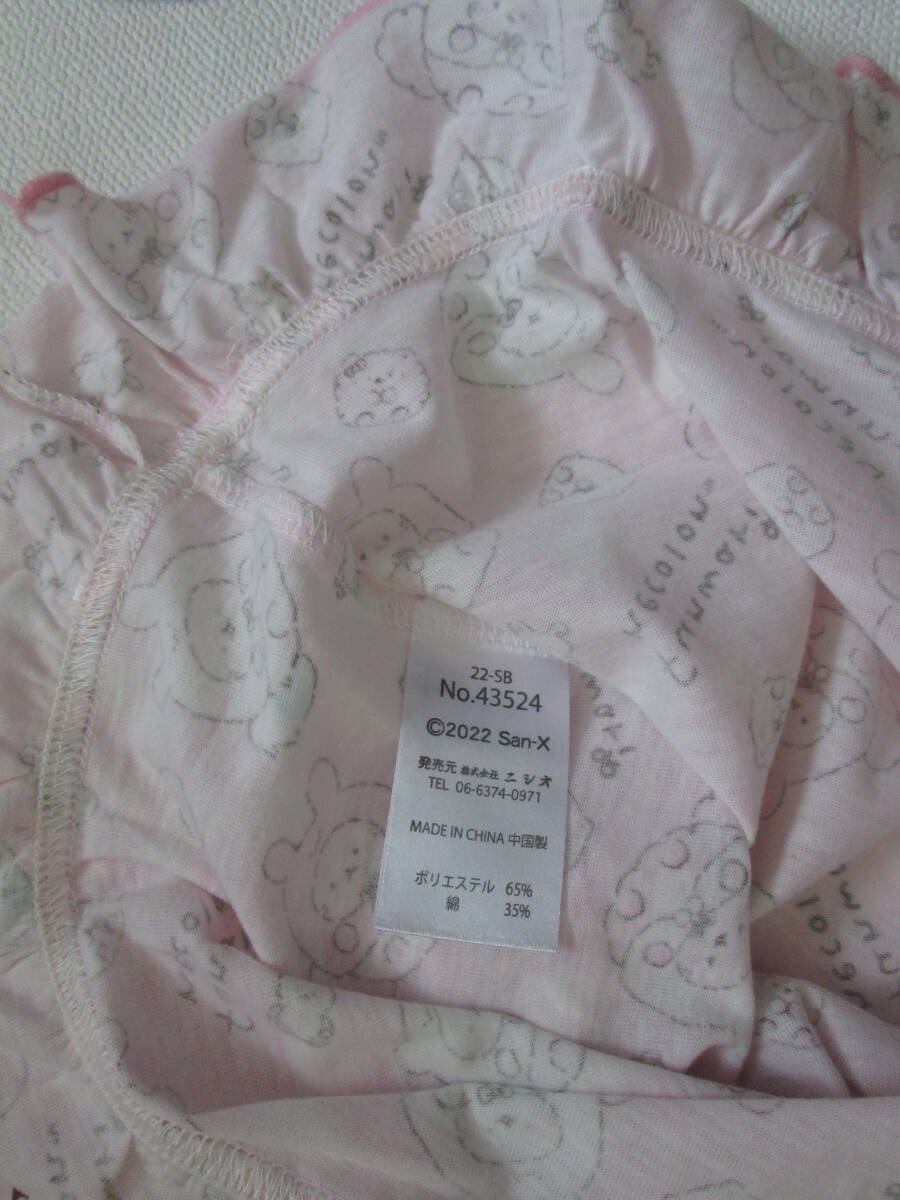 22-SB
No.43524
©2022 San-X
発売元 株式会社 ニシオ
TEL 06-6374-0971
MADE IN CHINA 中国製
ポリエステル 65%
綿 35%